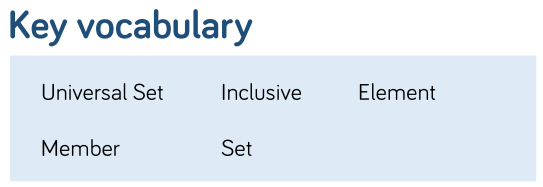 Key vocabulary
Universal Set Inclusive Element
Member Set